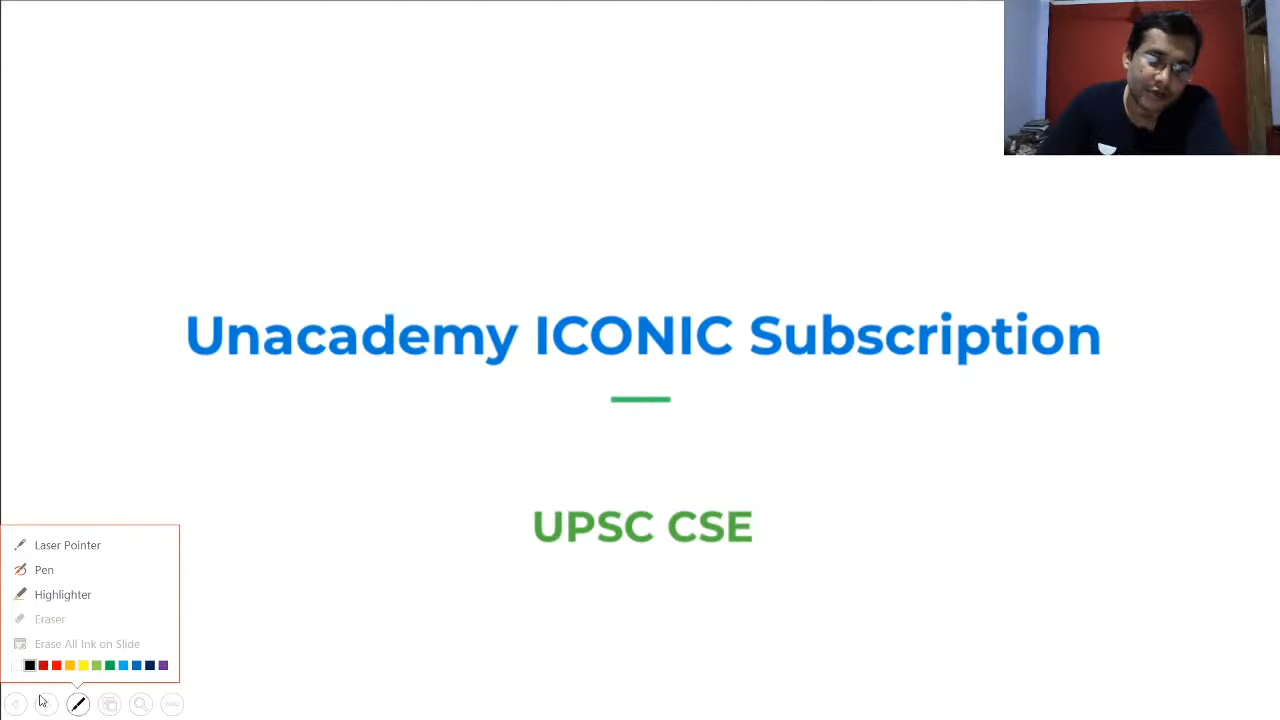 Unacademy ICONIC Subscription
UPSC CSE
Laser Pointer
Pen
Highlighter
Eraser
Erase All Ink on Slide